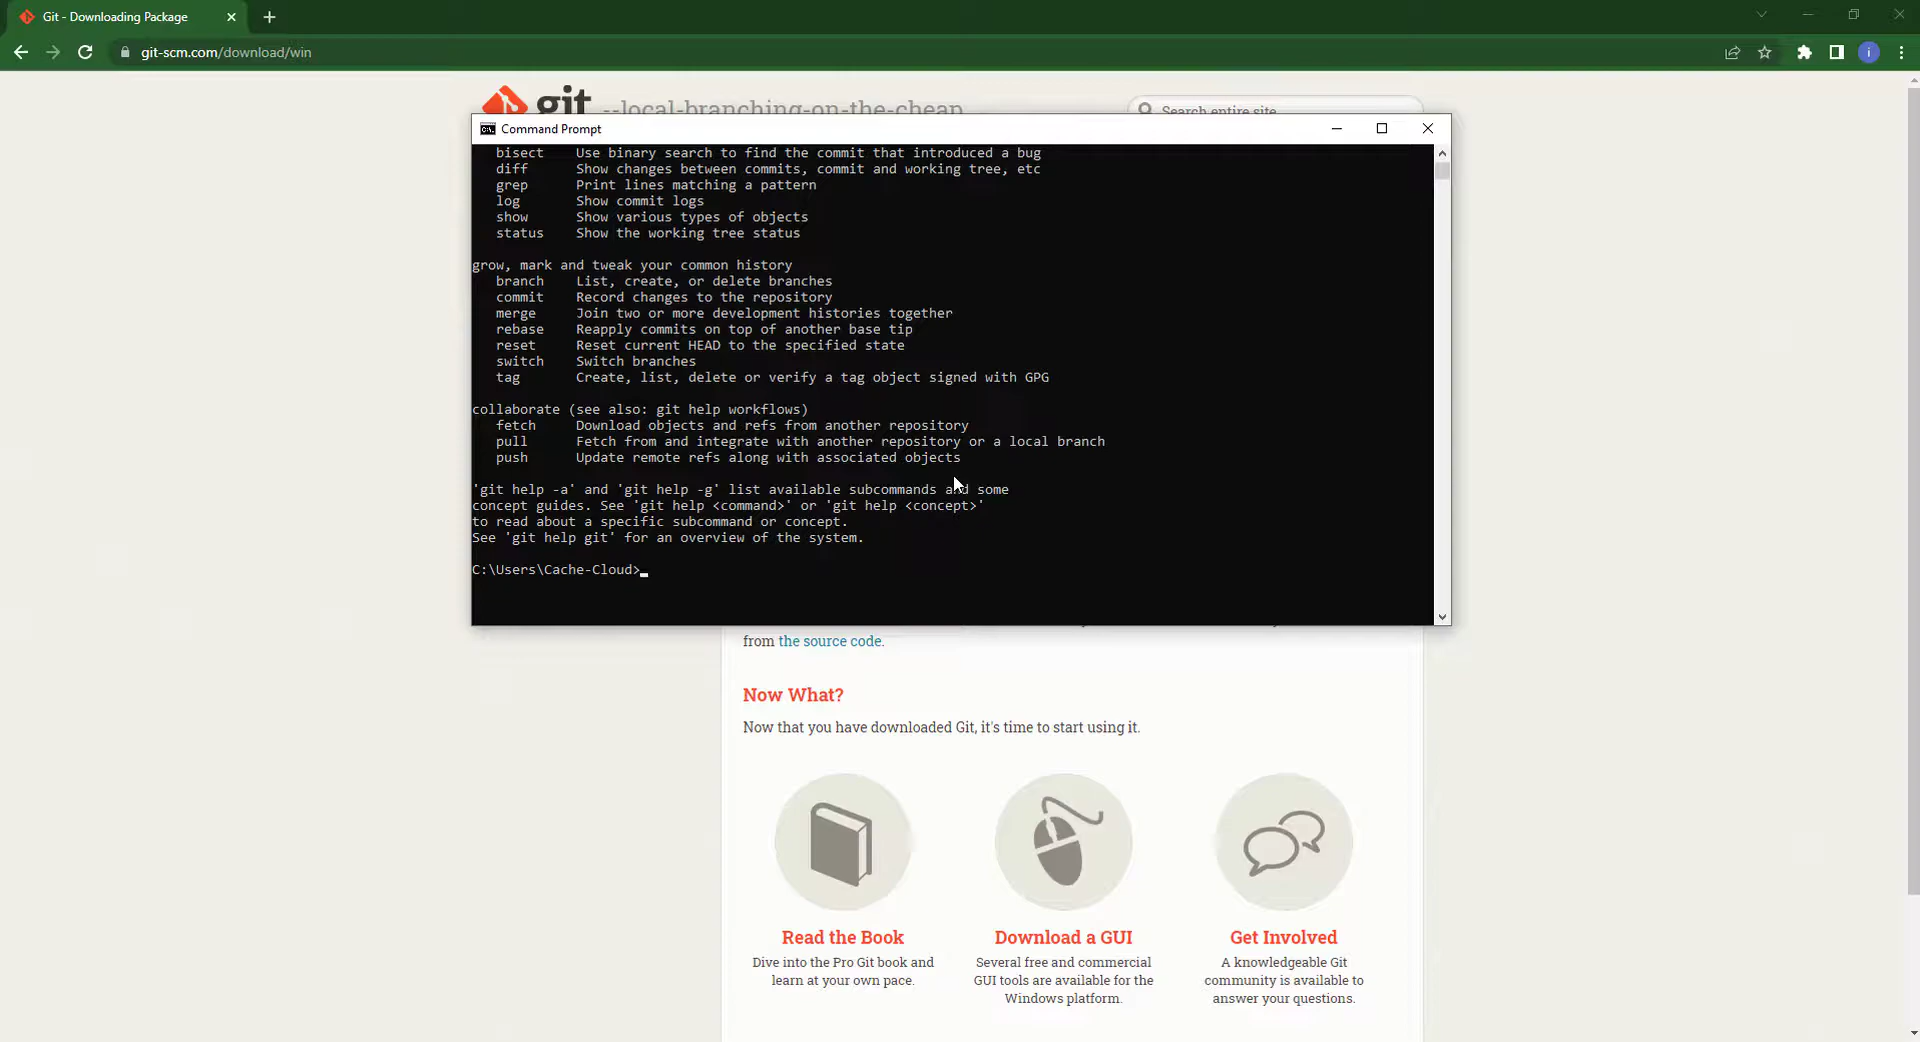 Git - Downloading Package
git-scm.com/download/win
i
git --local-branching-on-the-cheap
Search entire site...
Command Prompt
bisect Use binary search to find the commit that introduced a bug
diff Show changes between commits, commit and working tree, etc
grep Print lines matching a pattern
log Show commit logs
show Show various types of objects
status Show the working tree status
grow, mark and tweak your common history
branch List, create, or delete branches
commit Record changes to the repository
merge Join two or more development histories together
rebase Reapply commits on top of another base tip
reset Reset current HEAD to the specified state
switch Switch branches
tag Create, list, delete or verify a tag object signed with GPG
collaborate (see also: git help workflows)
fetch Download objects and refs from another repository
pull Fetch from and integrate with another repository or a local branch
push Update remote refs along with associated objects
'git help -a' and 'git help -g' list available subcommands and some
concept guides. See 'git help <command>' or 'git help <concept>'
to read about a specific subcommand or concept.
See 'git help git' for an overview of the system.
C:\Users\Cache-Cloud>_
from the source code.
Now What?
Now that you have downloaded Git, it's time to start using it.
Read the Book
Dive into the Pro Git book and
learn at your own pace.
Download a GUI
Several free and commercial
GUI tools are available for the
Windows platform.
Get Involved
A knowledgeable Git
community is available to
answer your questions.